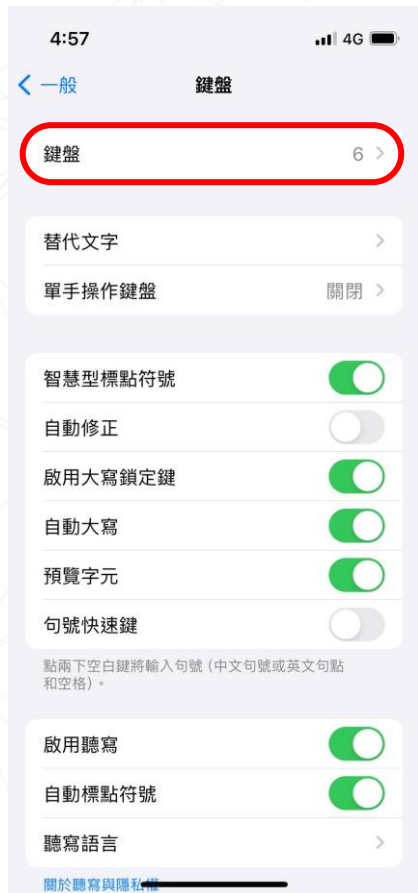 4:57 4G
一般 鍵盤
鍵盤 6
替代文字
單手操作鍵盤 關閉
智慧型標點符號
自動修正
啟用大寫鎖定鍵
自動大寫
預覽字元
句號快速鍵
點兩下空白鍵將輸入句號 (中文句號或英文句點
和空格)。
啟用聽寫
自動標點符號
聽寫語言
關於聽寫與隱私權